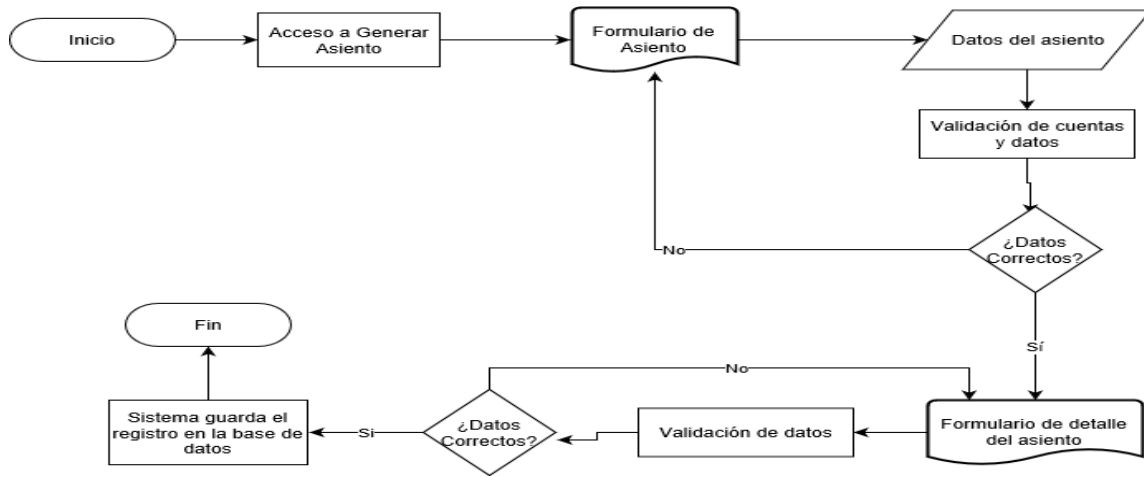 Inicio
Acceso a Generar
Asiento
Formulario de
Asiento
Datos del asiento
Validación de cuentas
y datos
¿Datos
Correctos?
No
Sí
Formulario de detalle
del asiento
Validación de datos
¿Datos
Correctos?
No
Si
Sistema guarda el
registro en la base de
datos
Fin